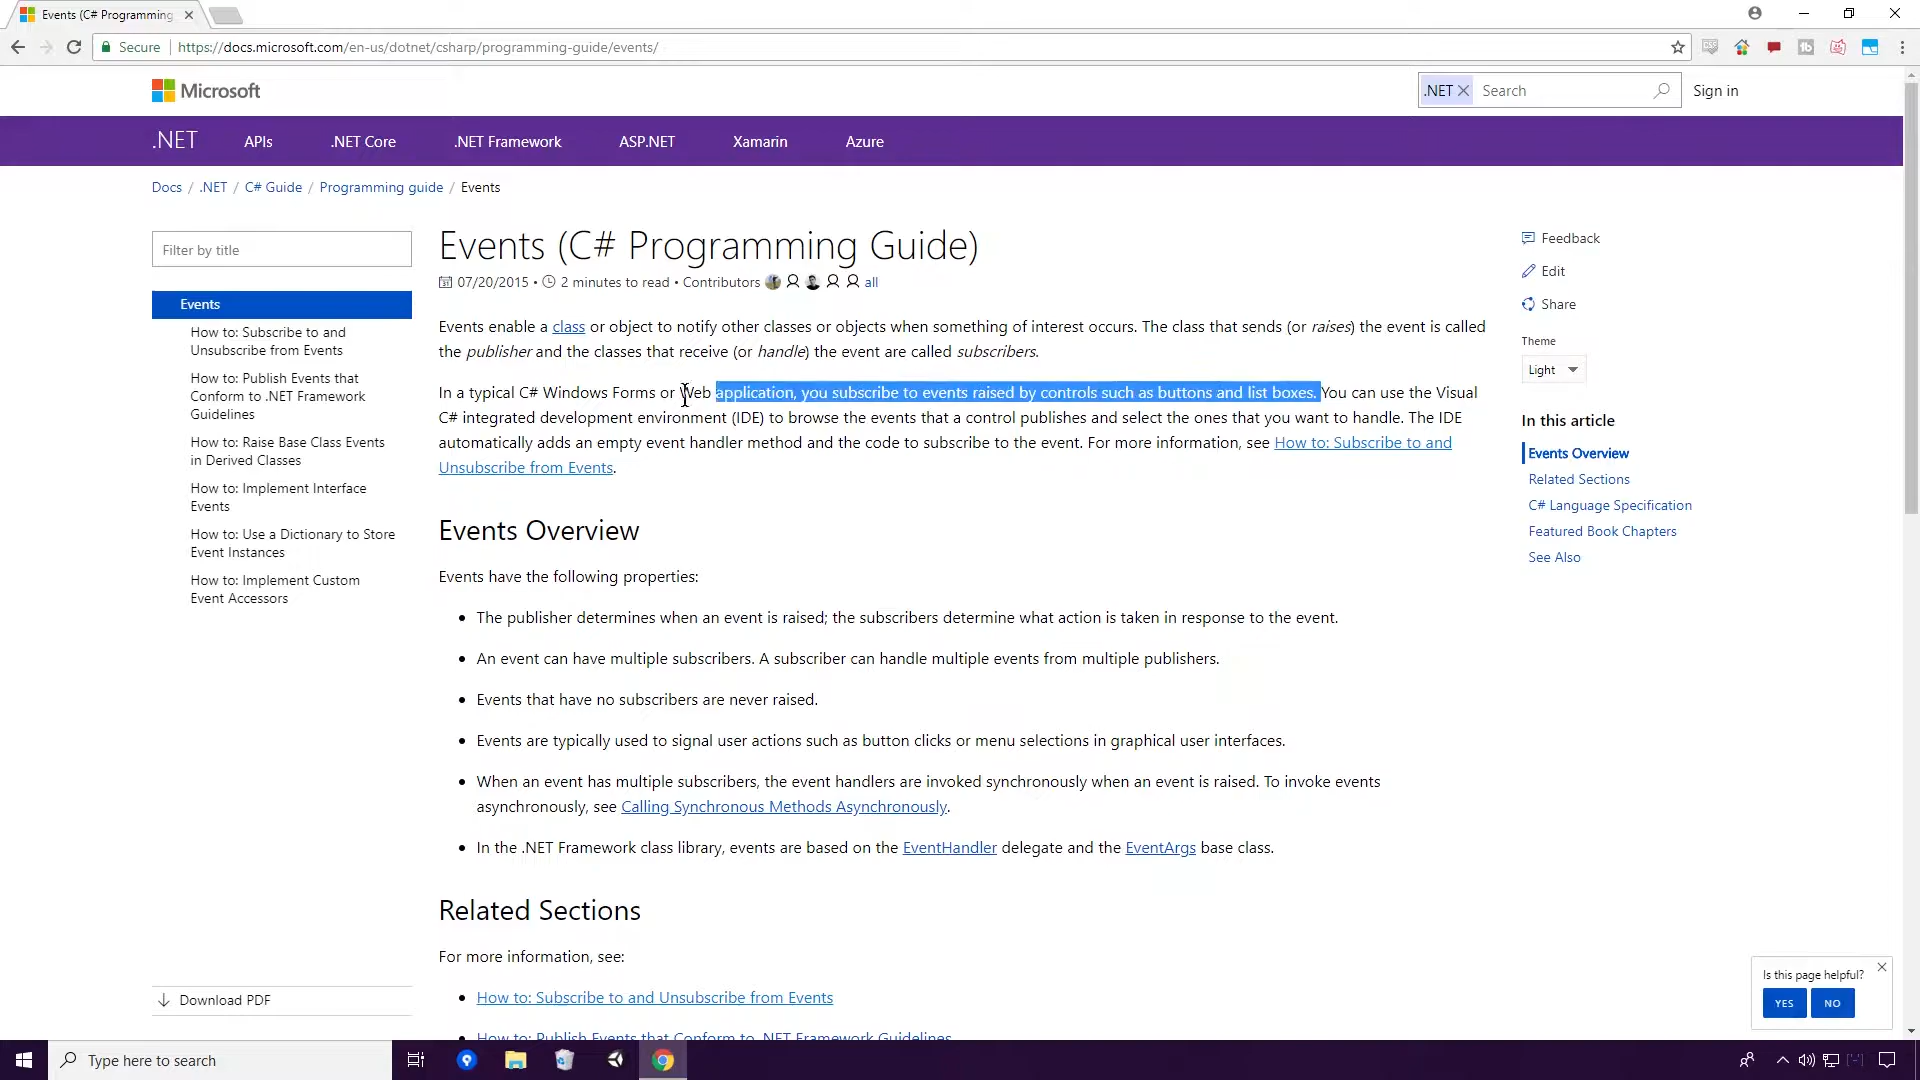 Events (C# Programming
Secure
https://docs.microsoft.com/en-us/dotnet/csharp/programming-guide/events/
Microsoft
.NET
Search
Sign in
.NET
APIs
.NET Core
.NET Framework
ASP.NET
Xamarin
Azure
Docs / .NET / C# Guide / Programming guide / Events
Filter by title
Events
How to: Subscribe to and
Unsubscribe from Events
How to: Publish Events that
Conform to .NET Framework
Guidelines
How to: Raise Base Class Events
in Derived Classes
How to: Implement Interface
Events
How to: Use a Dictionary to Store
Event Instances
How to: Implement Custom
Event Accessors
Download PDF
Events (C# Programming Guide)
07/20/2015 • 2 minutes to read • Contributors all
Events enable a class or object to notify other classes or objects when something of interest occurs. The class that sends (or raises) the event is called
the publisher and the classes that receive (or handle) the event are called subscribers.
In a typical C# Windows Forms or Web application, you subscribe to events raised by controls such as buttons and list boxes. You can use the Visual
C# integrated development environment (IDE) to browse the events that a control publishes and select the ones that you want to handle. The IDE
automatically adds an empty event handler method and the code to subscribe to the event. For more information, see How to: Subscribe to and
Unsubscribe from Events.
Events Overview
Events have the following properties:
• The publisher determines when an event is raised; the subscribers determine what action is taken in response to the event.
• An event can have multiple subscribers. A subscriber can handle multiple events from multiple publishers.
• Events that have no subscribers are never raised.
• Events are typically used to signal user actions such as button clicks or menu selections in graphical user interfaces.
• When an event has multiple subscribers, the event handlers are invoked synchronously when an event is raised. To invoke events
asynchronously, see Calling Synchronous Methods Asynchronously.
• In the .NET Framework class library, events are based on the EventHandler delegate and the EventArgs base class.
Related Sections
For more information, see:
• How to: Subscribe to and Unsubscribe from Events
• How to: Publish Events that Conform to .NET Framework Guidelines
Feedback
Edit
Share
Theme
Light
In this article
Events Overview
Related Sections
C# Language Specification
Featured Book Chapters
See Also
Is this page helpful?
YES
NO
Type here to search